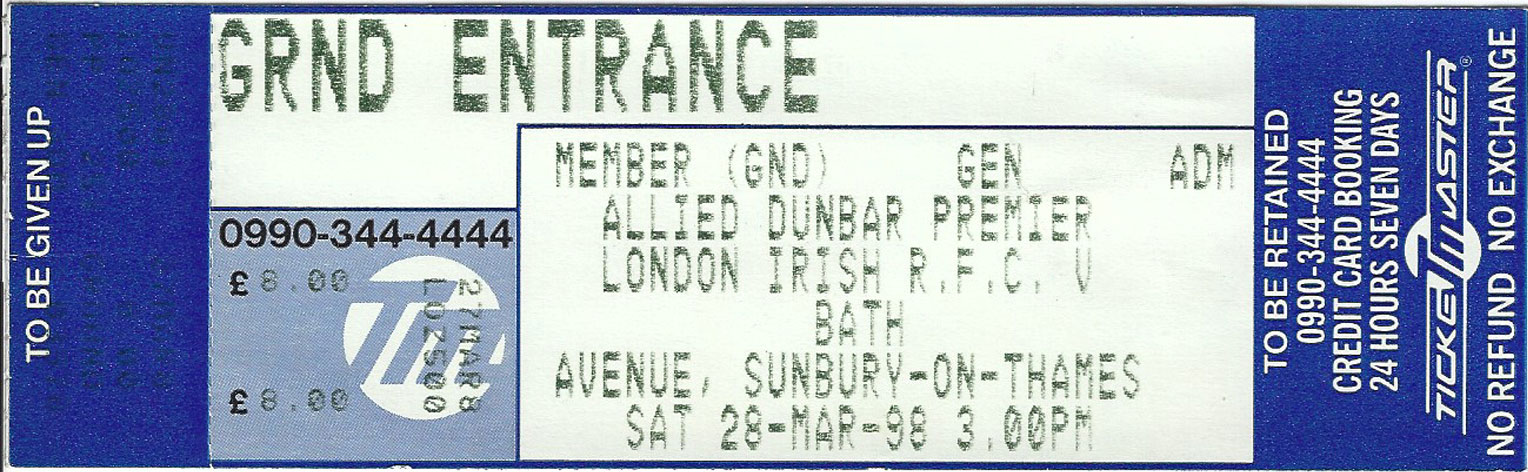 TO BE GIVEN UP
GRND ENTRANCE
0990-344-4444
£ 8.00
£ 8.00
27MAR8
LO2500
MEMBER (GND) GEN ADM
ALLIED DUNBAR PREMIER
LONDON IRISH R.F.C. V
BATH
AVENUE, SUNBURY-ON-THAMES
SAT 28-MAR-98 3.00PM
TO BE RETAINED
0990-344-4444
CREDIT CARD BOOKING
24 HOURS SEVEN DAYS
TICKETMASTER®
NO REFUND NO EXCHANGE